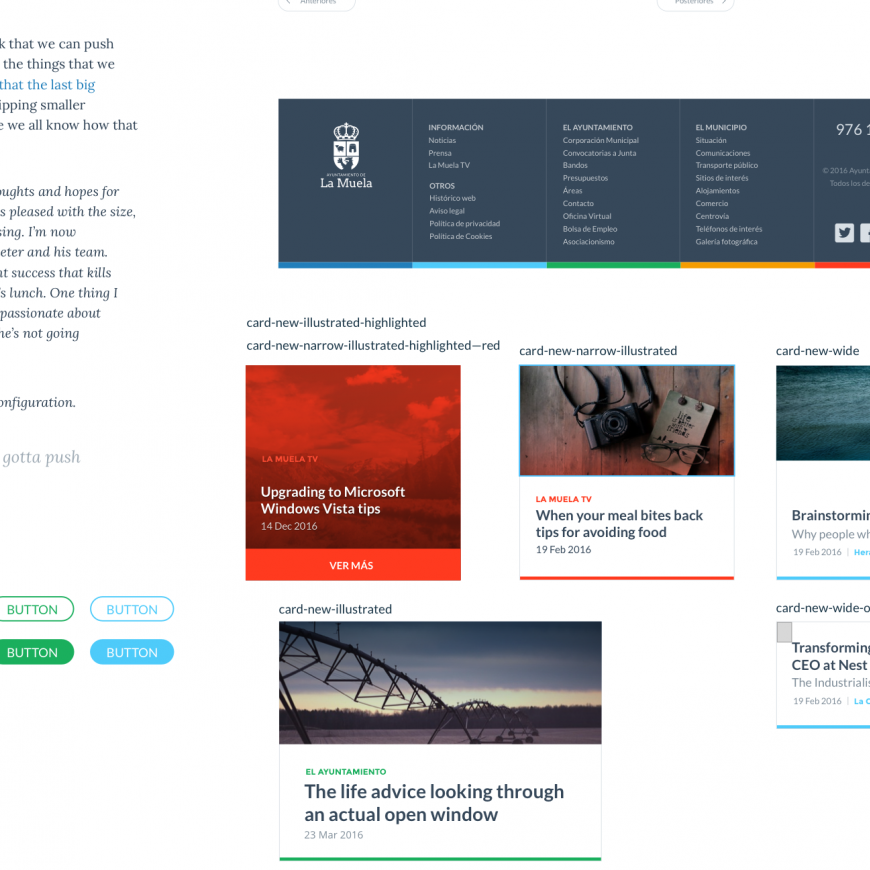 Anteriores
Posteriores
k that we can push
the things that we
that the last big
ipping smaller
e we all know how that
oughts and hopes for
s pleased with the size,
sing. I'm now
eter and his team.
nt success that kills
's lunch. One thing I
passionate about
he's not going
onfiguration.
gotta push
BUTTON
BUTTON
BUTTON
BUTTON
AYUNTAMIENTO DE
La Muela
INFORMACIÓN
Noticias
Prensa
La Muela TV
OTROS
Histórico web
Aviso legal
Política de privacidad
Política de Cookies
EL AYUNTAMIENTO
Corporación Municipal
Convocatorias a Junta
Bandos
Presupuestos
Áreas
Contacto
Oficina Virtual
Bolsa de Empleo
Asociacionismo
EL MUNICIPIO
Situación
Comunicaciones
Transporte público
Sitios de interés
Alojamientos
Comercio
Centrovía
Teléfonos de interés
Galería fotográfica
976 1
© 2016 Ayunta
Todos los de
card-new-illustrated-highlighted
card-new-narrow-illustrated-highlighted—red
LA MUELA TV
Upgrading to Microsoft
Windows Vista tips
14 Dec 2016
VER MÁS
card-new-narrow-illustrated
LA MUELA TV
When your meal bites back
tips for avoiding food
19 Feb 2016
card-new-wide
Brainstormin
Why people wh
19 Feb 2016 | Her
card-new-illustrated
EL AYUNTAMIENTO
The life advice looking through
an actual open window
23 Mar 2016
card-new-wide-o
Transforming
CEO at Nest
The Industrialis
19 Feb 2016 | La C